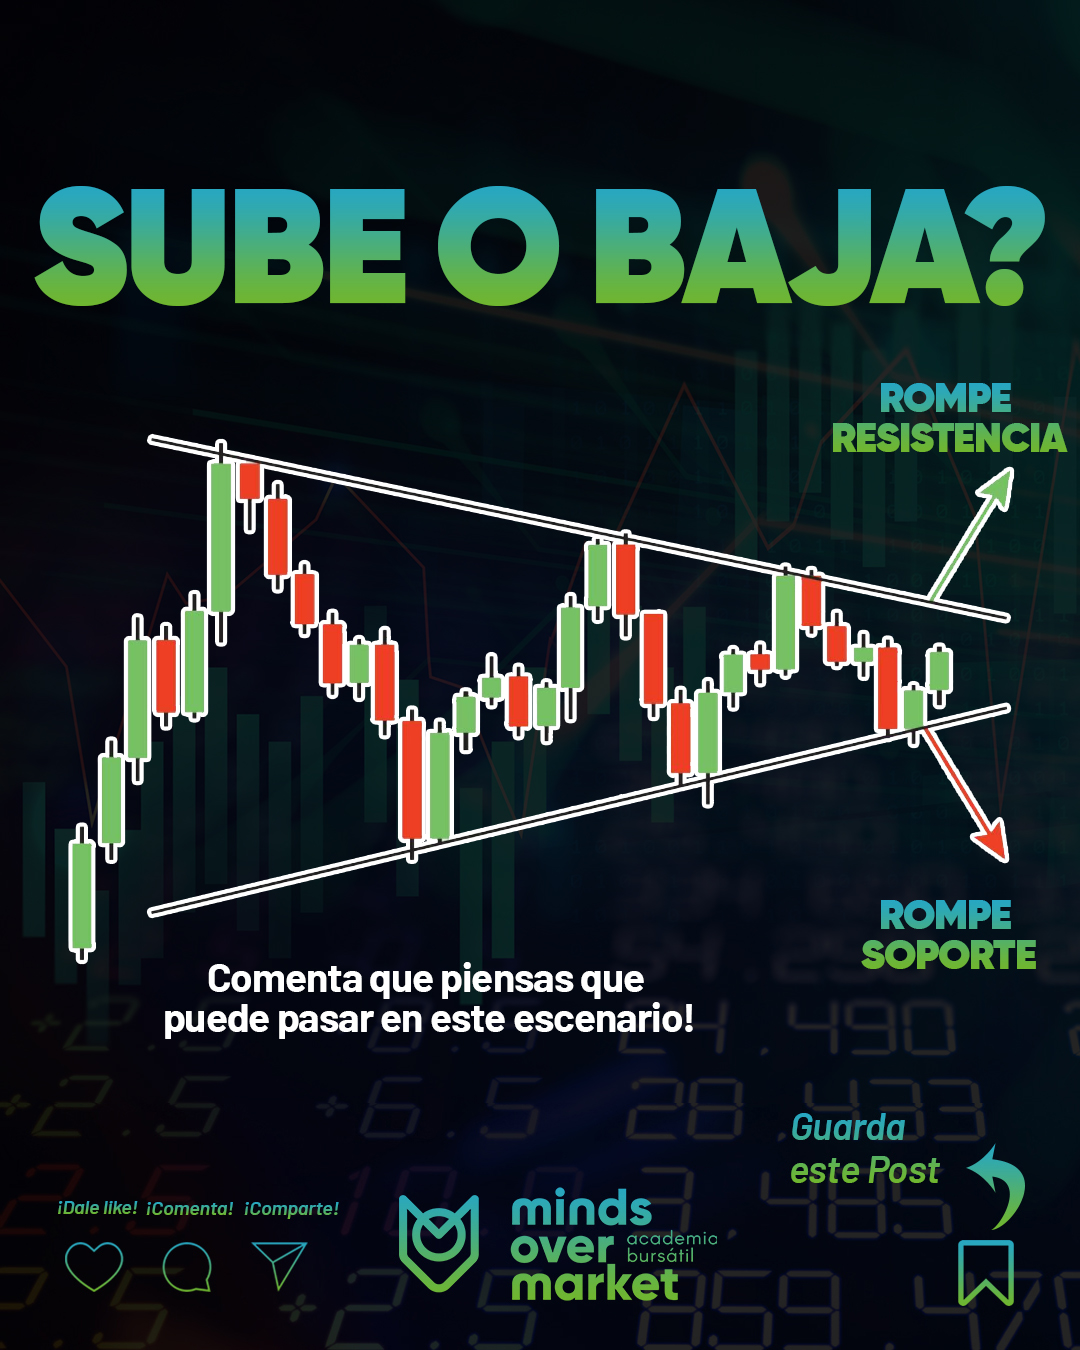 SUBE O BAJA?
ROMPE
RESISTENCIA
ROMPE
SOPORTE
Comenta que piensas que
puede pasar en este escenario!
Guarda
este Post
¡Dale like! ¡Comenta! ¡Comparte!
minds
over academia
bursátil
market